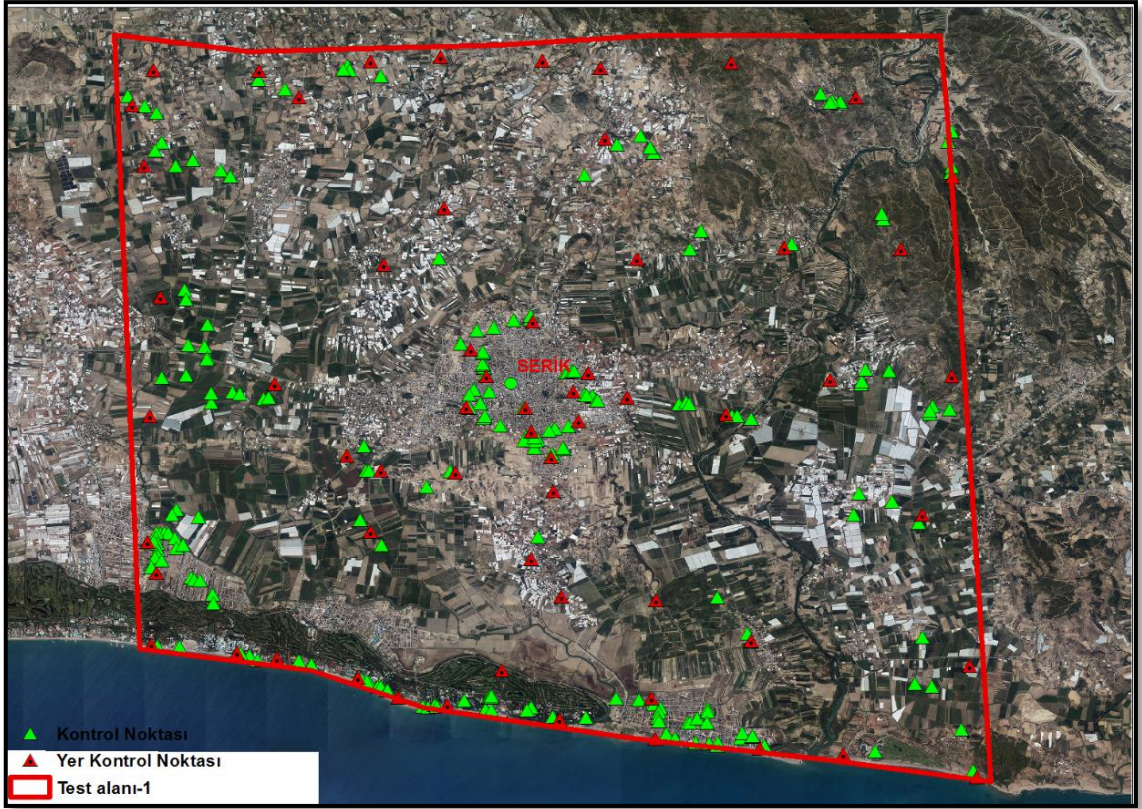 SERİK
Kontrol Noktası
Yer Kontrol Noktası
Test alanı-1